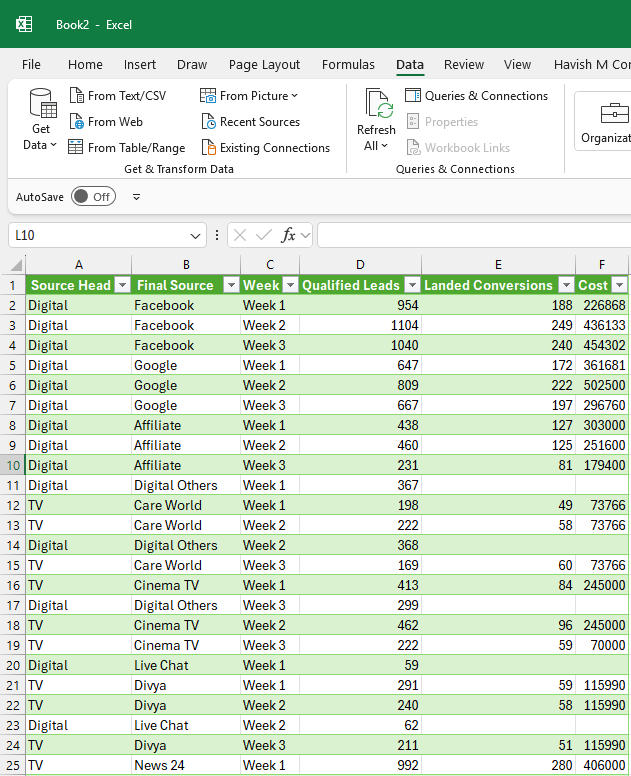 Book2 - Excel
File Home Insert Draw Page Layout Formulas Data Review View Havish M Cor
From Text/CSV From Picture Queries & Connections
Get Data From Web Recent Sources Refresh All Properties Organizat
From Table/Range Existing Connections Workbook Links
Get & Transform Data Queries & Connections
AutoSave Off
L10 fx
A B C D E F
1 Source Head Final Source Week Qualified Leads Landed Conversions Cost
2 Digital Facebook Week 1 954 188 226868
3 Digital Facebook Week 2 1104 249 436133
4 Digital Facebook Week 3 1040 240 454302
5 Digital Google Week 1 647 172 361681
6 Digital Google Week 2 809 222 502500
7 Digital Google Week 3 667 197 296760
8 Digital Affiliate Week 1 438 127 303000
9 Digital Affiliate Week 2 460 125 251600
10 Digital Affiliate Week 3 231 81 179400
11 Digital Digital Others Week 1 367
12 TV Care World Week 1 198 49 73766
13 TV Care World Week 2 222 58 73766
14 Digital Digital Others Week 2 368
15 TV Care World Week 3 169 60 73766
16 TV Cinema TV Week 1 413 84 245000
17 Digital Digital Others Week 3 299
18 TV Cinema TV Week 2 462 96 245000
19 TV Cinema TV Week 3 222 59 70000
20 Digital Live Chat Week 1 59
21 TV Divya Week 1 291 59 115990
22 TV Divya Week 2 240 58 115990
23 Digital Live Chat Week 2 62
24 TV Divya Week 3 211 51 115990
25 TV News 24 Week 1 992 280 406000